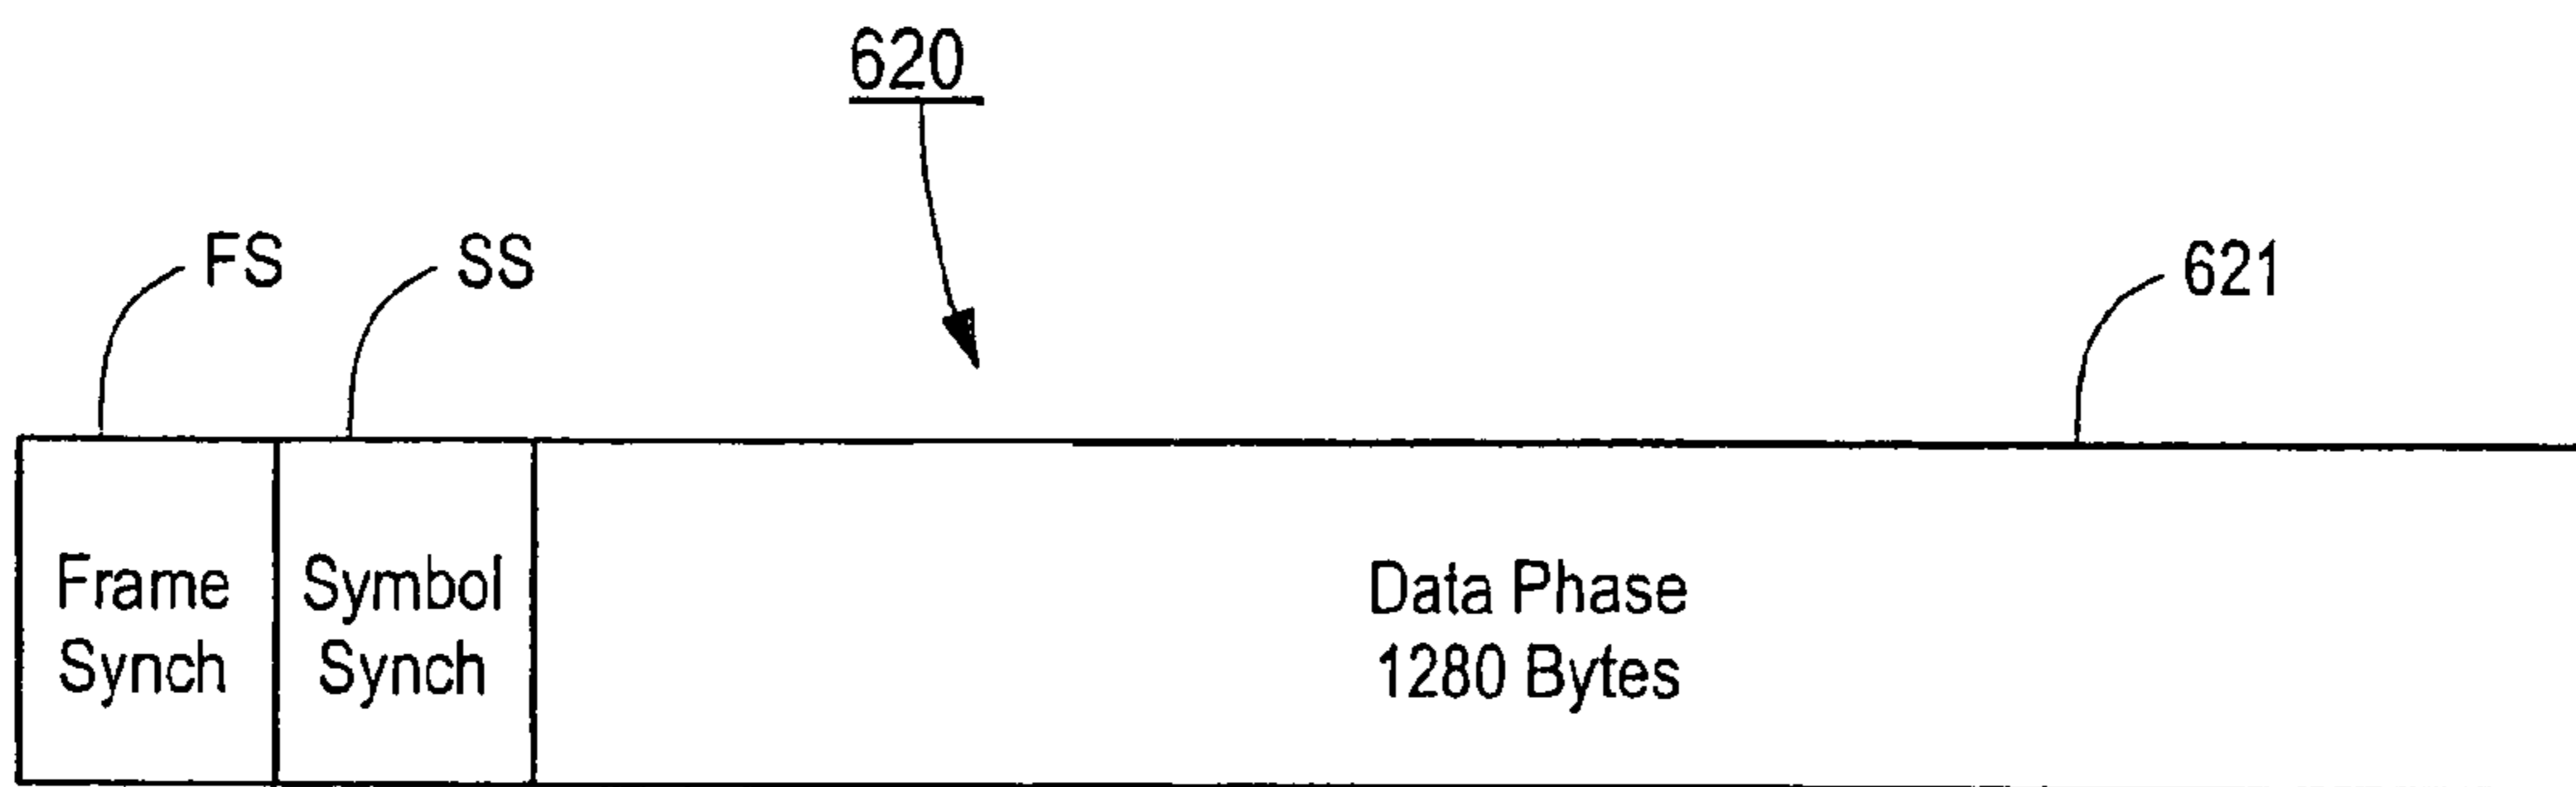 620
FS
SS
621
Frame
Synch
Symbol
Synch
Data Phase
1280 Bytes